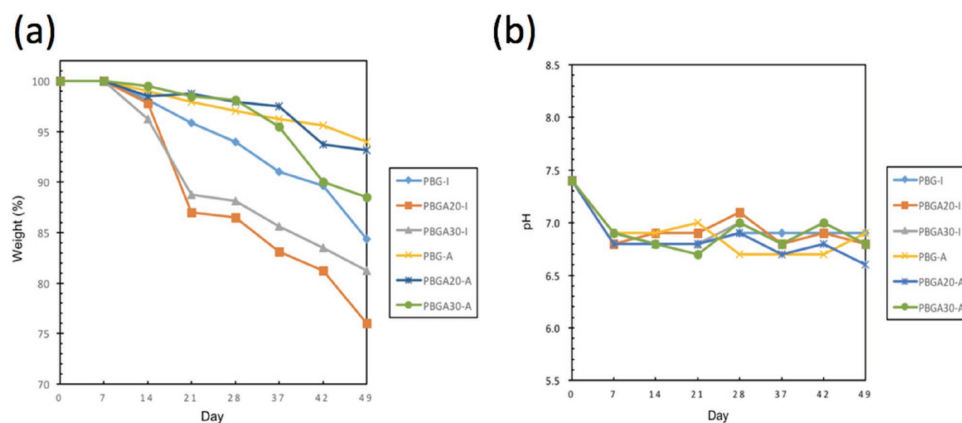 (a)
(b)
100
95
90
85
80
75
70
Weight (%)
0 7 14 21 28 37 42 49
Day
PBG-I
PBGA20-I
PBGA30-I
PBG-A
PBGA20-A
PBGA30-A
8.5
8.0
7.5
7.0
6.5
6.0
5.5
pH
0 7 14 21 28 37 42 49
Day
PBG-I
PBGA20-I
PBGA30-I
PBG-A
PBGA20-A
PBGA30-A